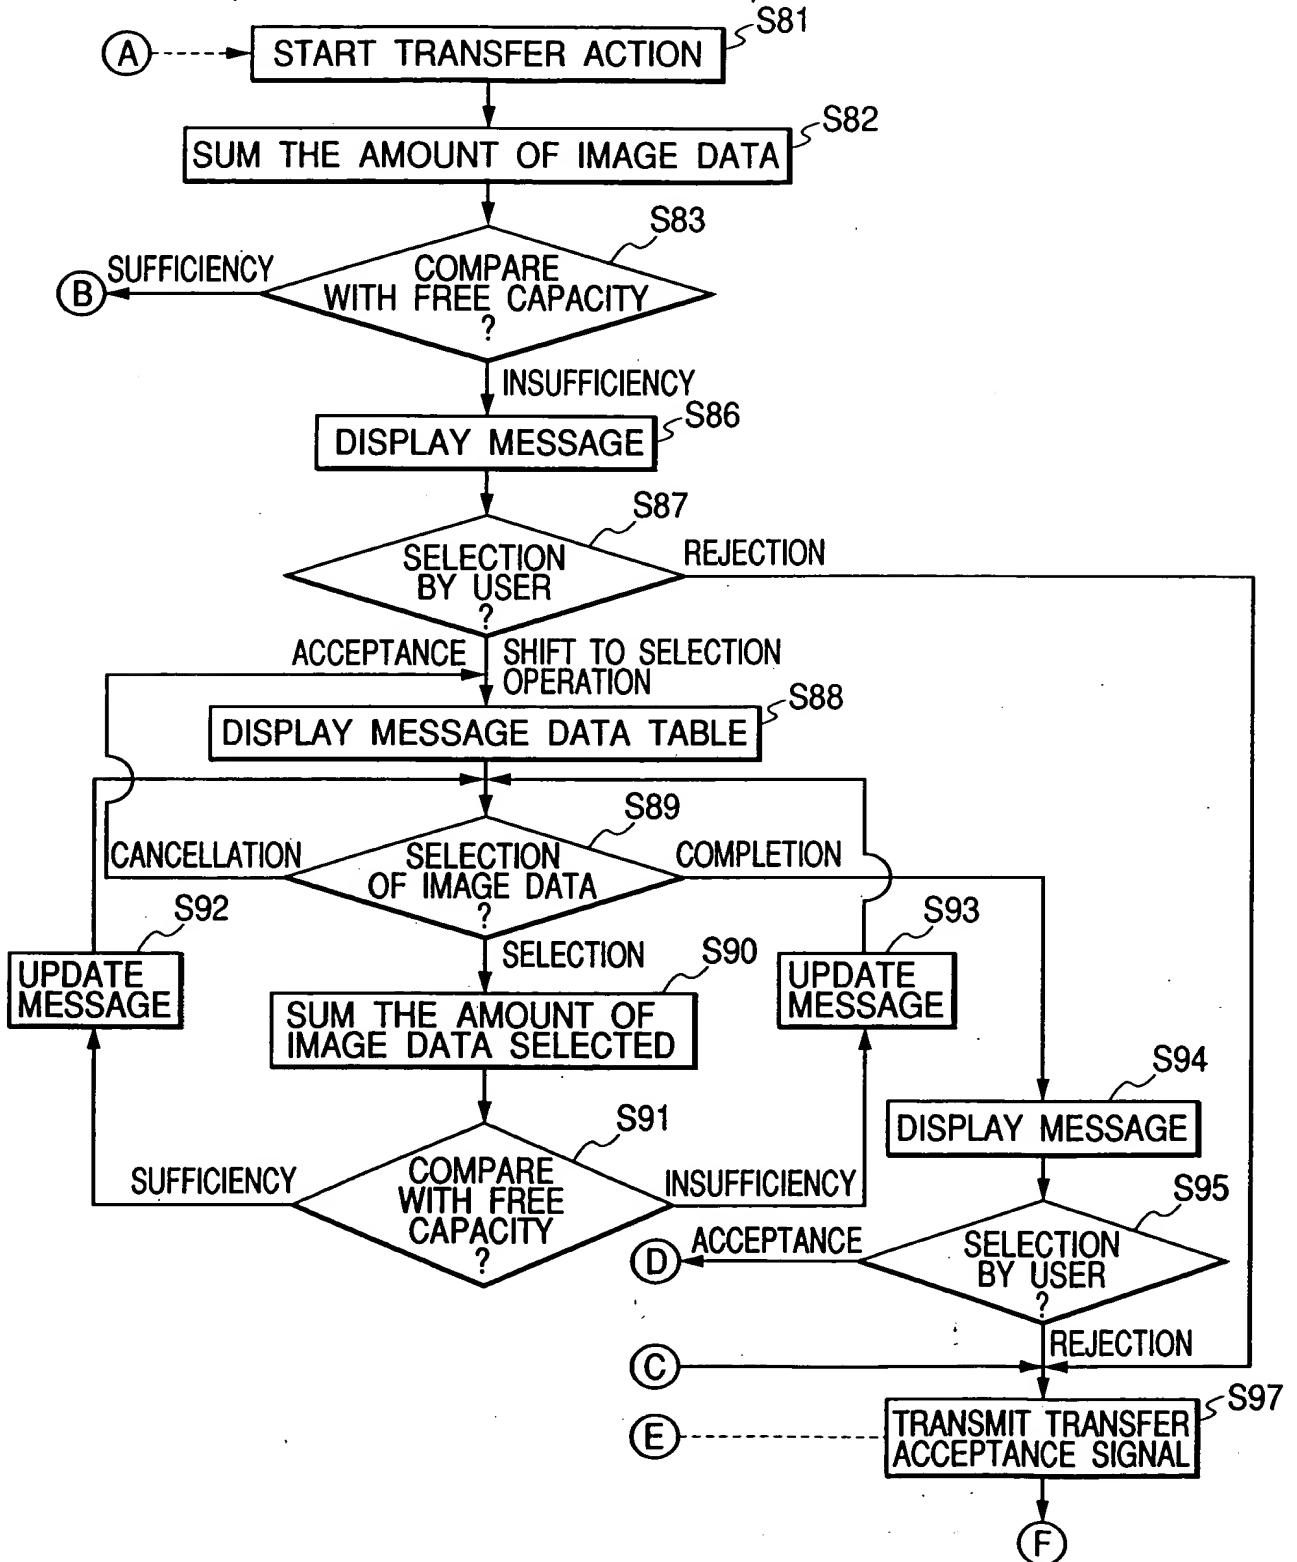 S81
A
START TRANSFER ACTION
S82
SUM THE AMOUNT OF IMAGE DATA
S83
SUFFICIENCY
B
COMPARE
WITH FREE CAPACITY
?
INSUFFICIENCY
S86
DISPLAY MESSAGE
S87
REJECTION
SELECTION
BY USER
?
ACCEPTANCE
SHIFT TO SELECTION
OPERATION
S88
DISPLAY MESSAGE DATA TABLE
S89
CANCELLATION
SELECTION
OF IMAGE DATA
?
COMPLETION
S92
UPDATE
MESSAGE
SELECTION
S90
SUM THE AMOUNT OF
IMAGE DATA SELECTED
S93
UPDATE
MESSAGE
S94
DISPLAY MESSAGE
S91
SUFFICIENCY
COMPARE
WITH FREE
CAPACITY
?
INSUFFICIENCY
S95
D
ACCEPTANCE
SELECTION
BY USER
?
REJECTION
C
S97
E
TRANSMIT TRANSFER
ACCEPTANCE SIGNAL
F